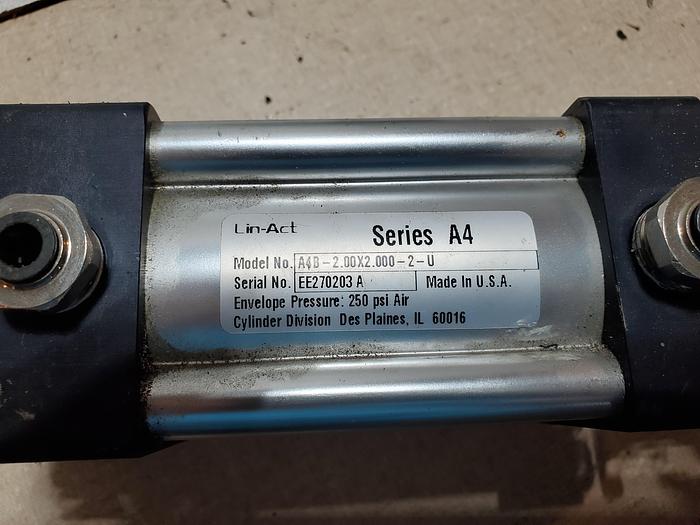 Lin-Act
Series A4
Model No. A4B-2.00X2.000-2-U
Serial No. EE270203 A Made In U.S.A.
Envelope Pressure: 250 psi Air
Cylinder Division Des Plaines, IL 60016